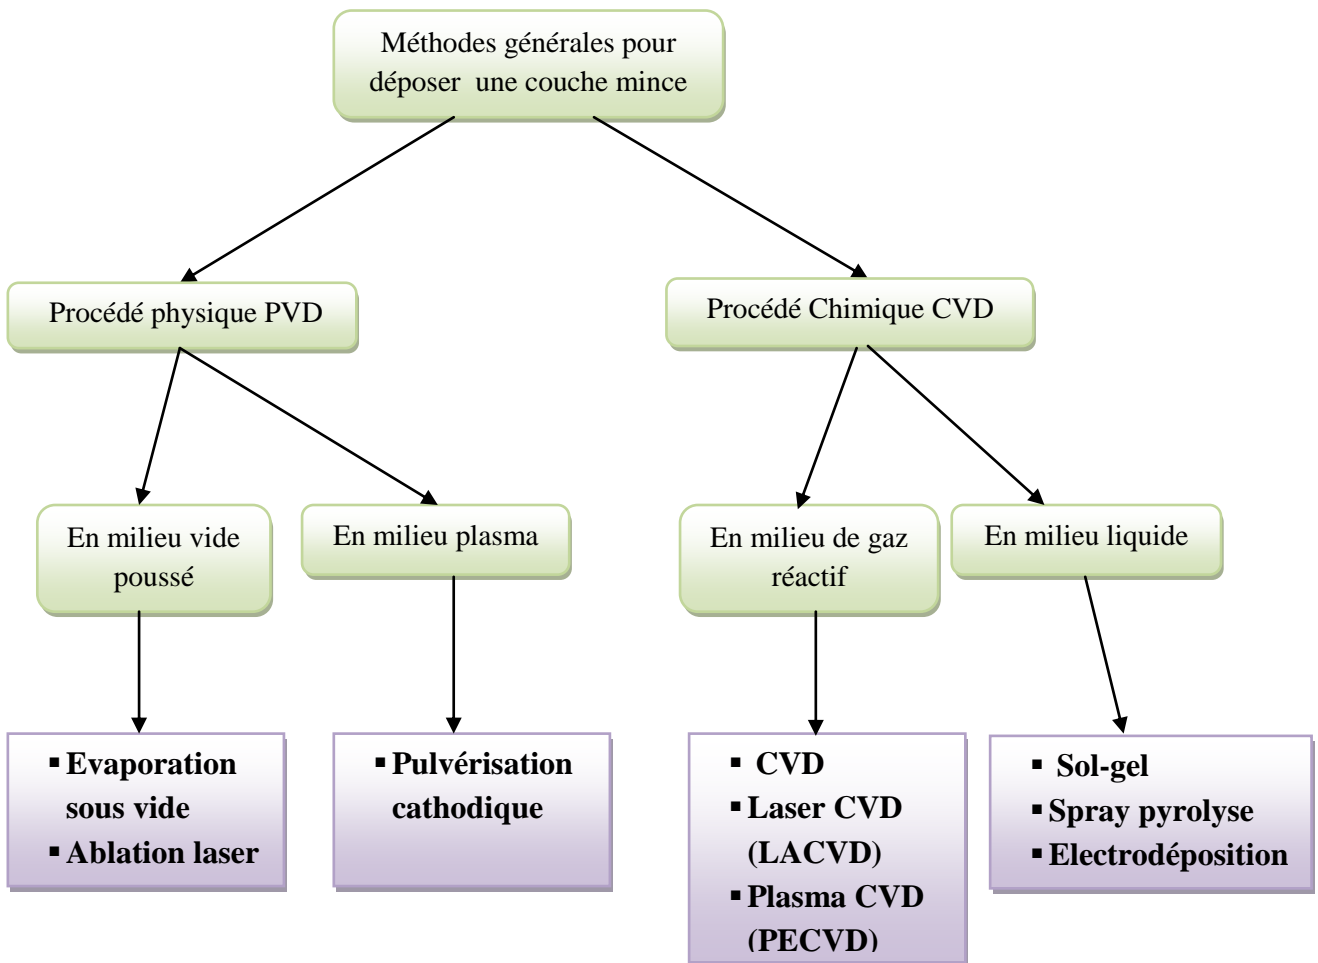 Méthodes générales pour
déposer une couche mince
Procédé physique PVD
Procédé Chimique CVD
En milieu vide
poussé
En milieu plasma
En milieu de gaz
réactif
En milieu liquide
▪ Evaporation
sous vide
▪ Ablation laser
▪ Pulvérisation
cathodique
▪ CVD
▪ Laser CVD
(LACVD)
▪ Plasma CVD
(PECVD)
▪ Sol-gel
▪ Spray pyrolyse
▪ Electrodéposition